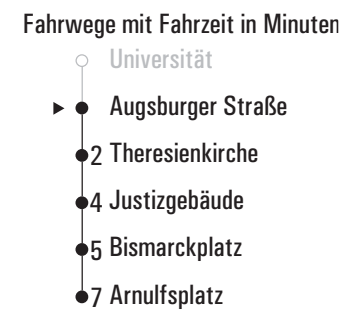 Fahrwege mit Fahrzeit in Minuten
Universität
Augsburger Straße
2 Theresienkirche
4 Justizgebäude
5 Bismarckplatz
7 Arnulfsplatz